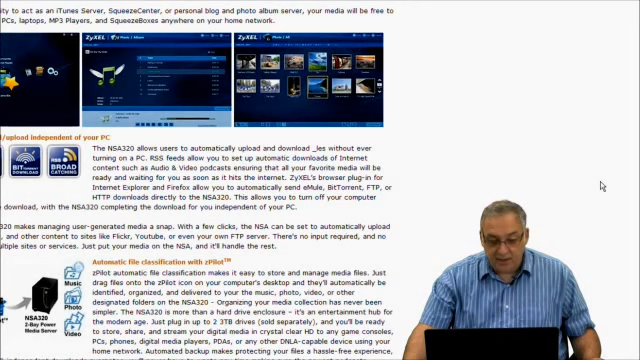 ity to act as an iTunes Server, SqueezeCenter, or personal blog and photo album server, your media will be free to
PCs, laptops, MP3 Players, and SqueezeBoxes anywhere on your home network.
ZyXEL
ZyXEL
Photo / All
d/upload independent of your PC
The NSA320 allows users to automatically upload and download _les without ever
turning on a PC. RSS feeds allow you to set up automatic downloads of Internet
content such as Audio & Video podcasts ensuring that all your favorite media will be
ready and waiting for you as soon as it hits the internet. ZyXEL's browser plug-in for
Internet Explorer and Firefox allow you to automatically send eMule, BitTorrent, FTP, or
HTTP downloads directly to the NSA320. This allows you to turn off your computer
e download, with the NSA320 completing the download for you independent of your PC.
BITTORRENT
DOWNLOAD
RSS
BROAD
CATCHING
320 makes managing user-generated media a snap. With a few clicks, the NSA can be set to automatically upload
, and other content to sites like Flickr, Youtube, or even your own FTP server. There's no input required, and no
ultiple sites or services. Just put your media on the NSA, and it'll handle the rest.
Automatic file classification with zPilot™
zPilot automatic file classification makes it easy to store and manage media files. Just
drag files onto the zPilot icon on your computer's desktop and they'll automatically be
identified, organized, and delivered to your the music, photo, video, or other
designated folders on the NSA320 - Organizing your media collection has never been
simpler. The NSA320 is more than a hard drive enclosure – it's an entertainment hub for
the modern age. Just plug in up to 2 3TB drives (sold separately), and you'll be ready
to store, share, and stream your digital media in crystal clear HD to any game consoles,
PCs, phones, digital media players, PDAs, or any other DNLA-capable device using your
home network. Automated backup makes protecting your files a hassle-free experience,
Music
Photo
Video
NSA320
2-Bay Power
Media Server